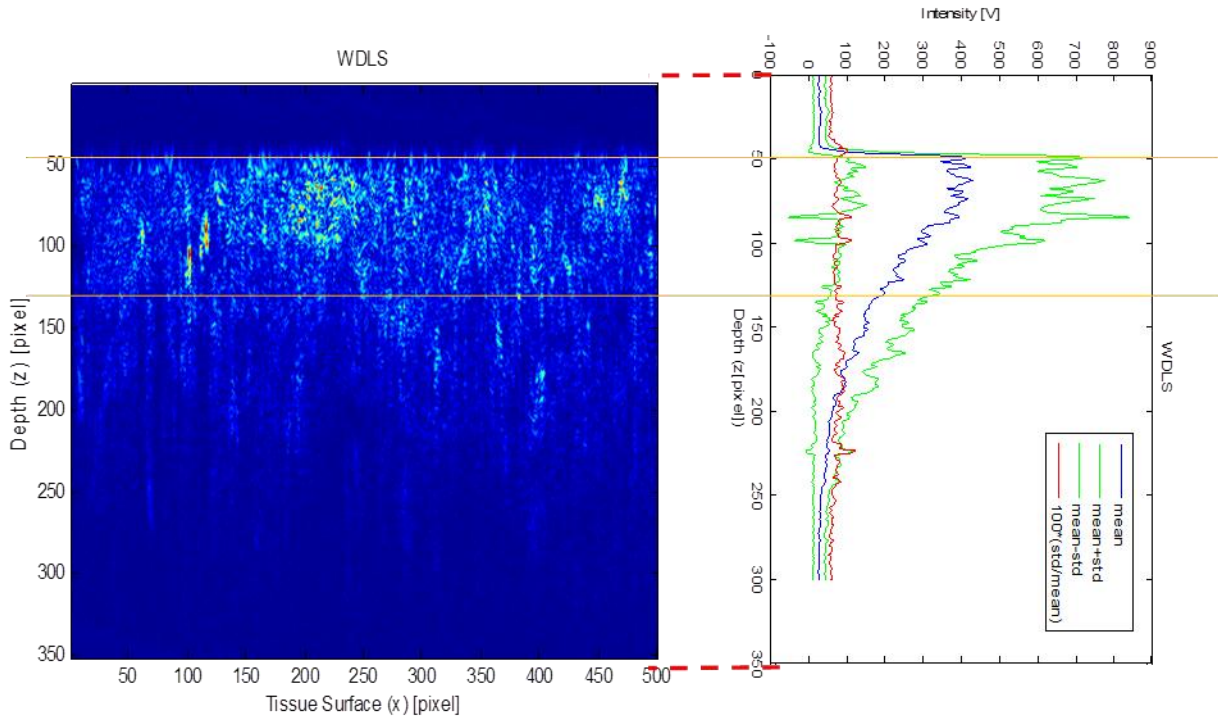 WDLS
50
100
150
200
250
300
350
Depth (z) [pixel]
50 100 150 200 250 300 350 400 450 500
Tissue Surface (x) [pixel]
Intensity [V]
-100 0 100 200 300 400 500 600 700 800 900
0
50
100
150
200
250
300
350
Depth (z[pixel])
WDLS
mean
mean+std
mean-std
100*(std/mean)